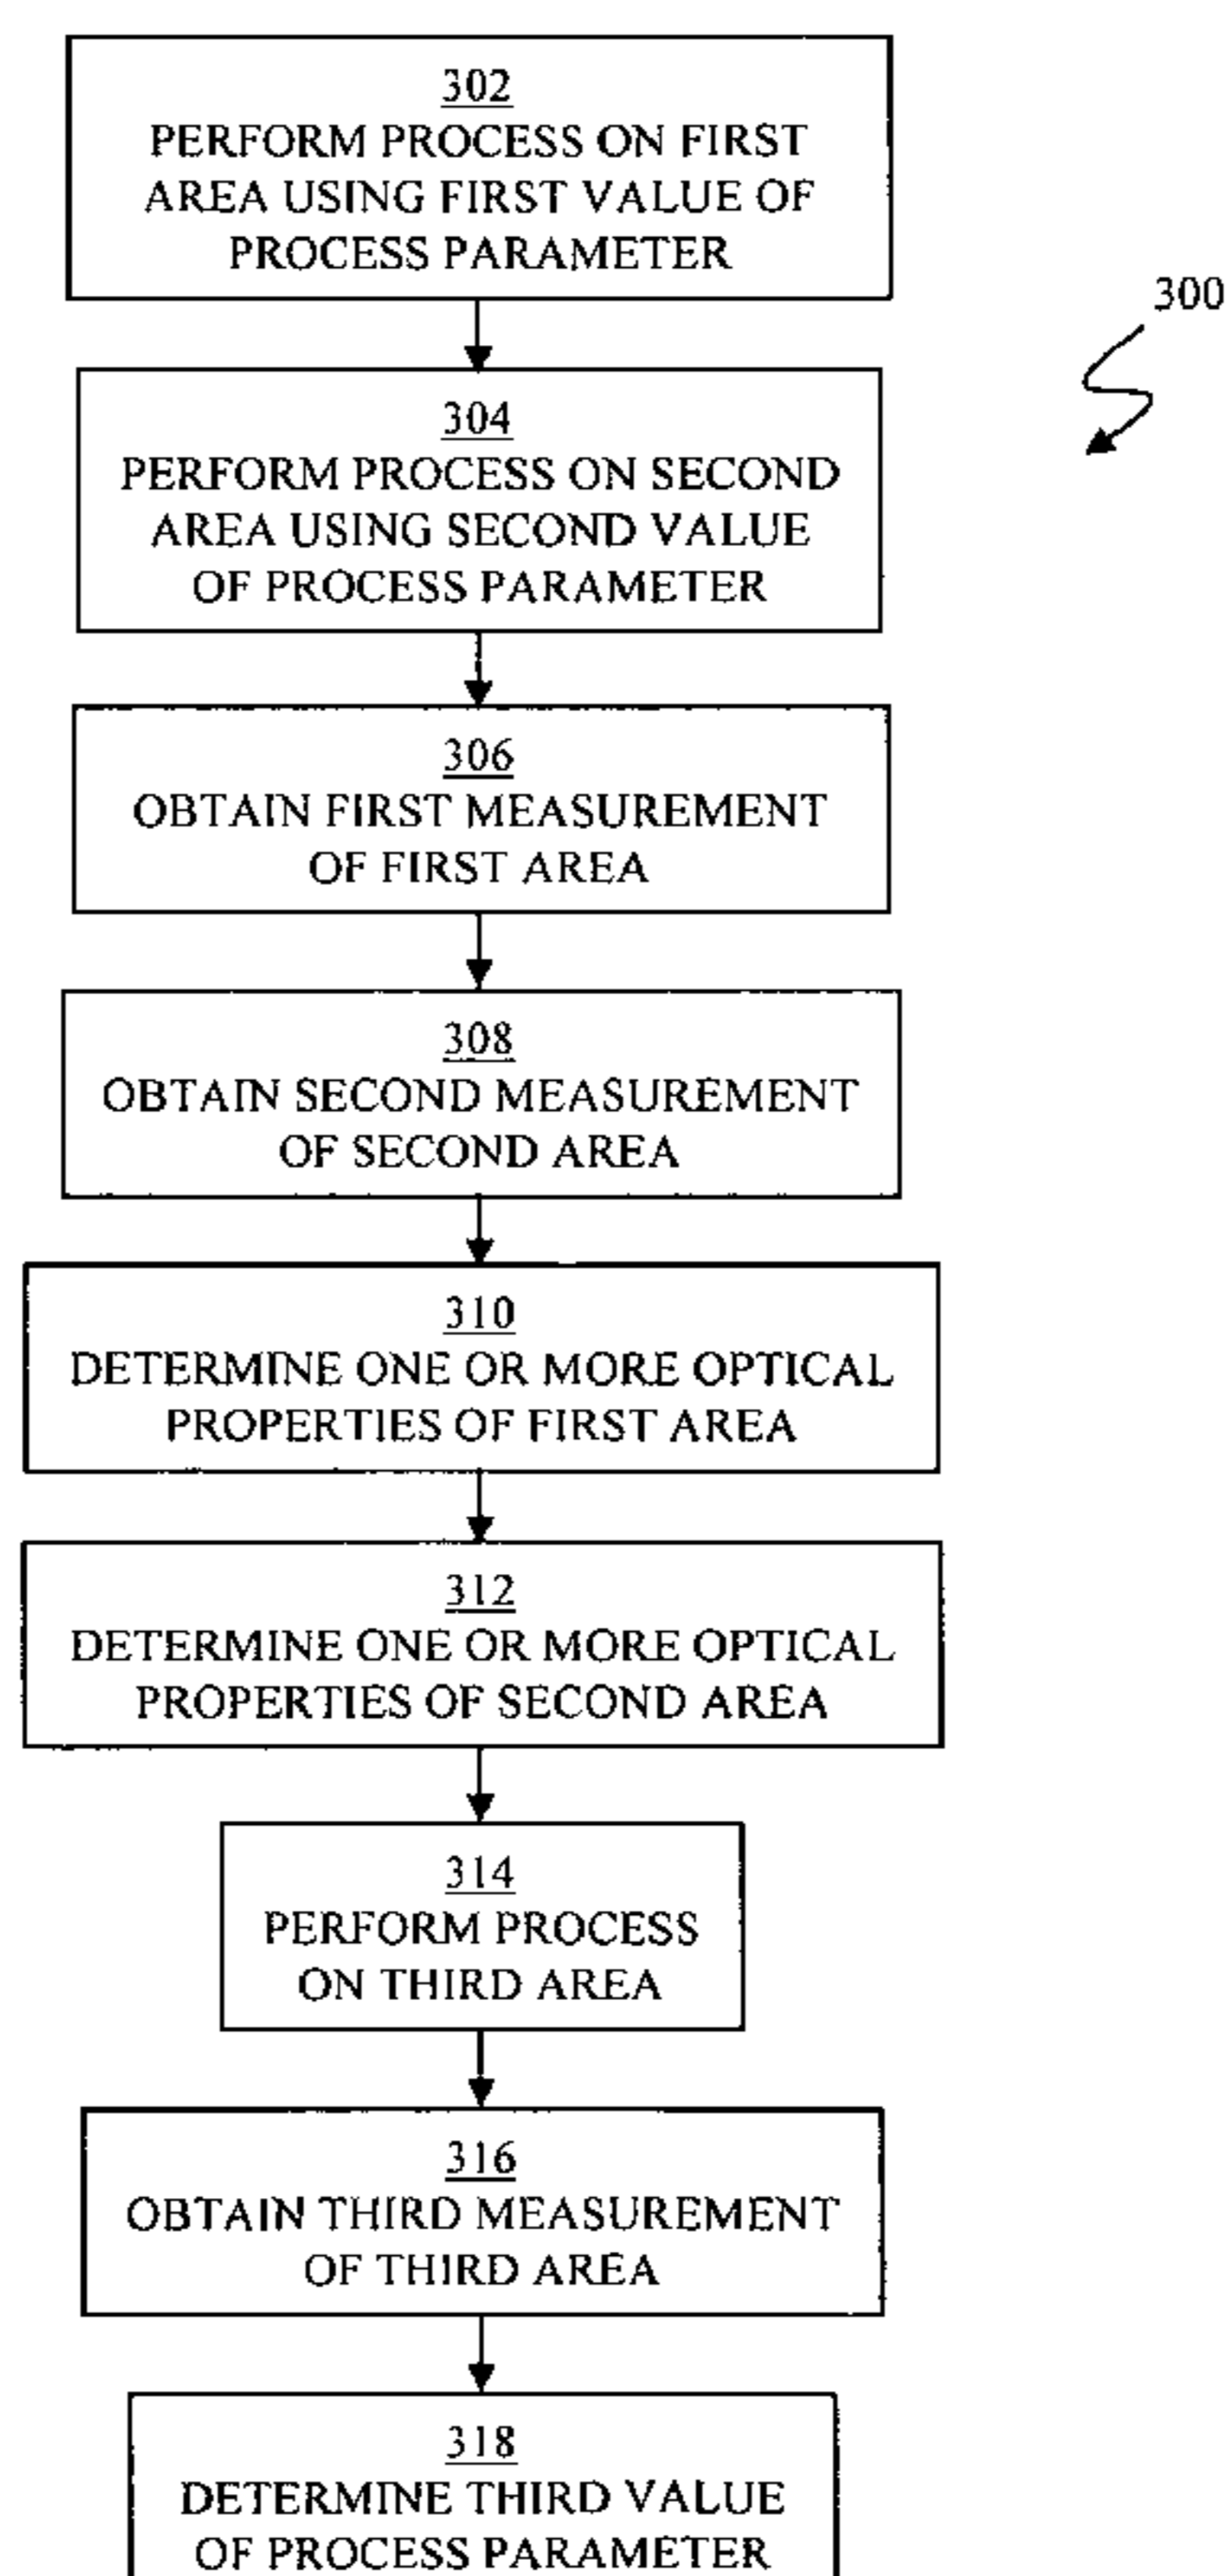 302
PERFORM PROCESS ON FIRST
AREA USING FIRST VALUE OF
PROCESS PARAMETER
300
304
PERFORM PROCESS ON SECOND
AREA USING SECOND VALUE
OF PROCESS PARAMETER
306
OBTAIN FIRST MEASUREMENT
OF FIRST AREA
308
OBTAIN SECOND MEASUREMENT
OF SECOND AREA
310
DETERMINE ONE OR MORE OPTICAL
PROPERTIES OF FIRST AREA
312
DETERMINE ONE OR MORE OPTICAL
PROPERTIES OF SECOND AREA
314
PERFORM PROCESS
ON THIRD AREA
316
OBTAIN THIRD MEASUREMENT
OF THIRD AREA
318
DETERMINE THIRD VALUE
OF PROCESS PARAMETER